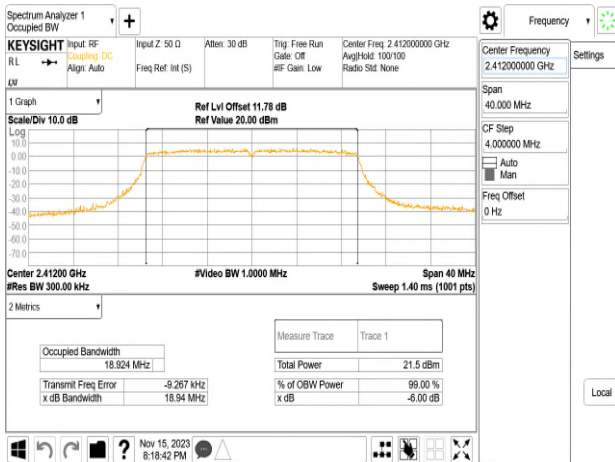 Spectrum Analyzer 1
Occupied BW
+
Frequency
KEYSIGHT
RL
Input: RF
Coupling: DC
Align: Auto
Input Z: 50 Ω
Freq Ref: Int (S)
Atten: 30 dB
Trig: Free Run
Gate: Off
#IF Gain: Low
Center Freq: 2.412000000 GHz
Avg|Hold: 100/100
Radio Std: None
Center Frequency
2.412000000 GHz
Settings
Span
40.000 MHz
CF Step
4.000000 MHz
Auto
Man
Freq Offset
0 Hz
Local
1 Graph
Scale/Div 10.0 dB
Ref Lvl Offset 11.78 dB
Ref Value 20.00 dBm
Log
10.0
0.00
-10.0
-20.0
-30.0
-40.0
-50.0
-60.0
-70.0
Center 2.41200 GHz
#Video BW 1.0000 MHz
Span 40 MHz
#Res BW 300.00 kHz
Sweep 1.40 ms (1001 pts)
2 Metrics
Measure Trace Trace 1
Occupied Bandwidth
18.924 MHz
Total Power 21.5 dBm
Transmit Freq Error -9.267 kHz
% of OBW Power 99.00 %
x dB Bandwidth 18.94 MHz
x dB -6.00 dB
?
Nov 15, 2023
8:18:42 PM